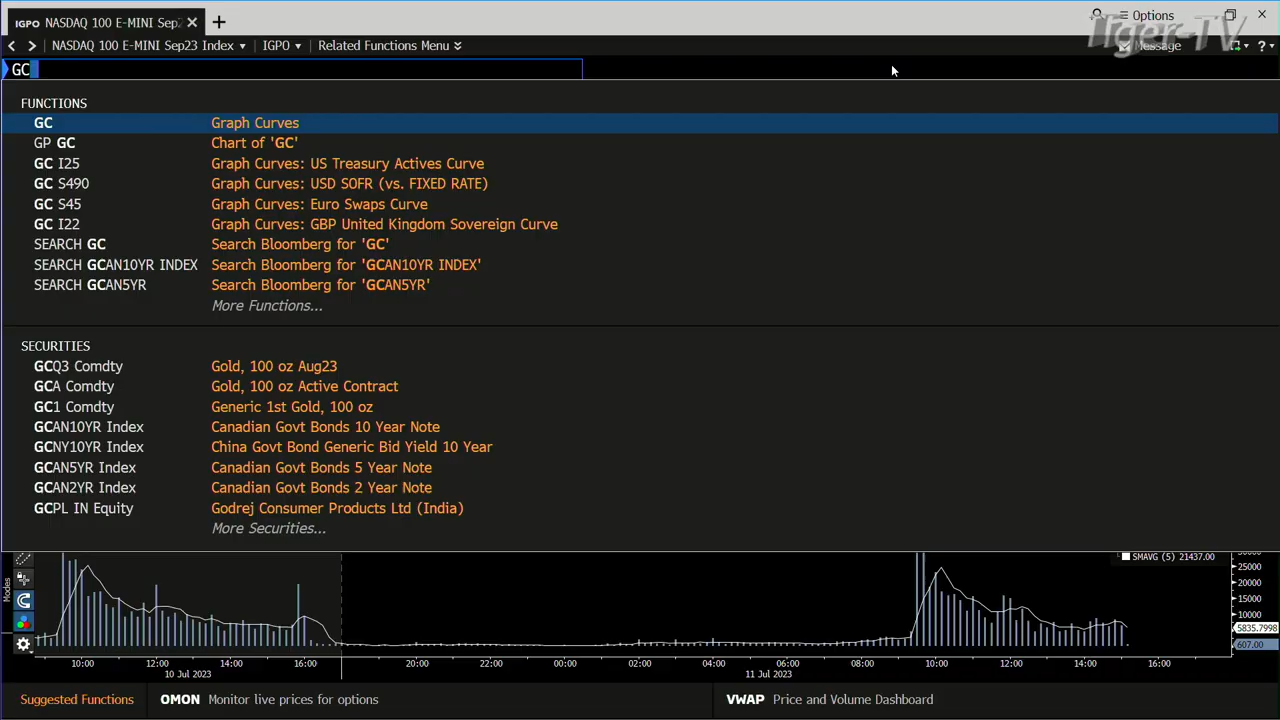 IGPO NASDAQ 100 E-MINI Sep
Options
NASDAQ 100 E-MINI Sep23 Index
IGPO
Related Functions Menu
Message
?
Tiger-TV
GC
FUNCTIONS
GC Graph Curves
GP GC Chart of 'GC'
GC I25 Graph Curves: US Treasury Actives Curve
GC S490 Graph Curves: USD SOFR (vs. FIXED RATE)
GC S45 Graph Curves: Euro Swaps Curve
GC I22 Graph Curves: GBP United Kingdom Sovereign Curve
SEARCH GC Search Bloomberg for 'GC'
SEARCH GCAN10YR INDEX Search Bloomberg for 'GCAN10YR INDEX'
SEARCH GCAN5YR Search Bloomberg for 'GCAN5YR'
More Functions...
SECURITIES
GCQ3 Comdty Gold, 100 oz Aug23
GCA Comdty Gold, 100 oz Active Contract
GC1 Comdty Generic 1st Gold, 100 oz
GCAN10YR Index Canadian Govt Bonds 10 Year Note
GCNY10YR Index China Govt Bond Generic Bid Yield 10 Year
GCAN5YR Index Canadian Govt Bonds 5 Year Note
GCAN2YR Index Canadian Govt Bonds 2 Year Note
GCPL IN Equity Godrej Consumer Products Ltd (India)
More Securities...
SMAVG (5) 21437.00
30000
25000
20000
15000
10000
5835.7998
607.00
Modes
10:00 12:00 14:00 16:00 20:00 22:00 00:00 02:00 04:00 06:00 08:00 10:00 12:00 14:00 16:00
10 Jul 2023 11 Jul 2023
Suggested Functions OMON Monitor live prices for options VWAP Price and Volume Dashboard